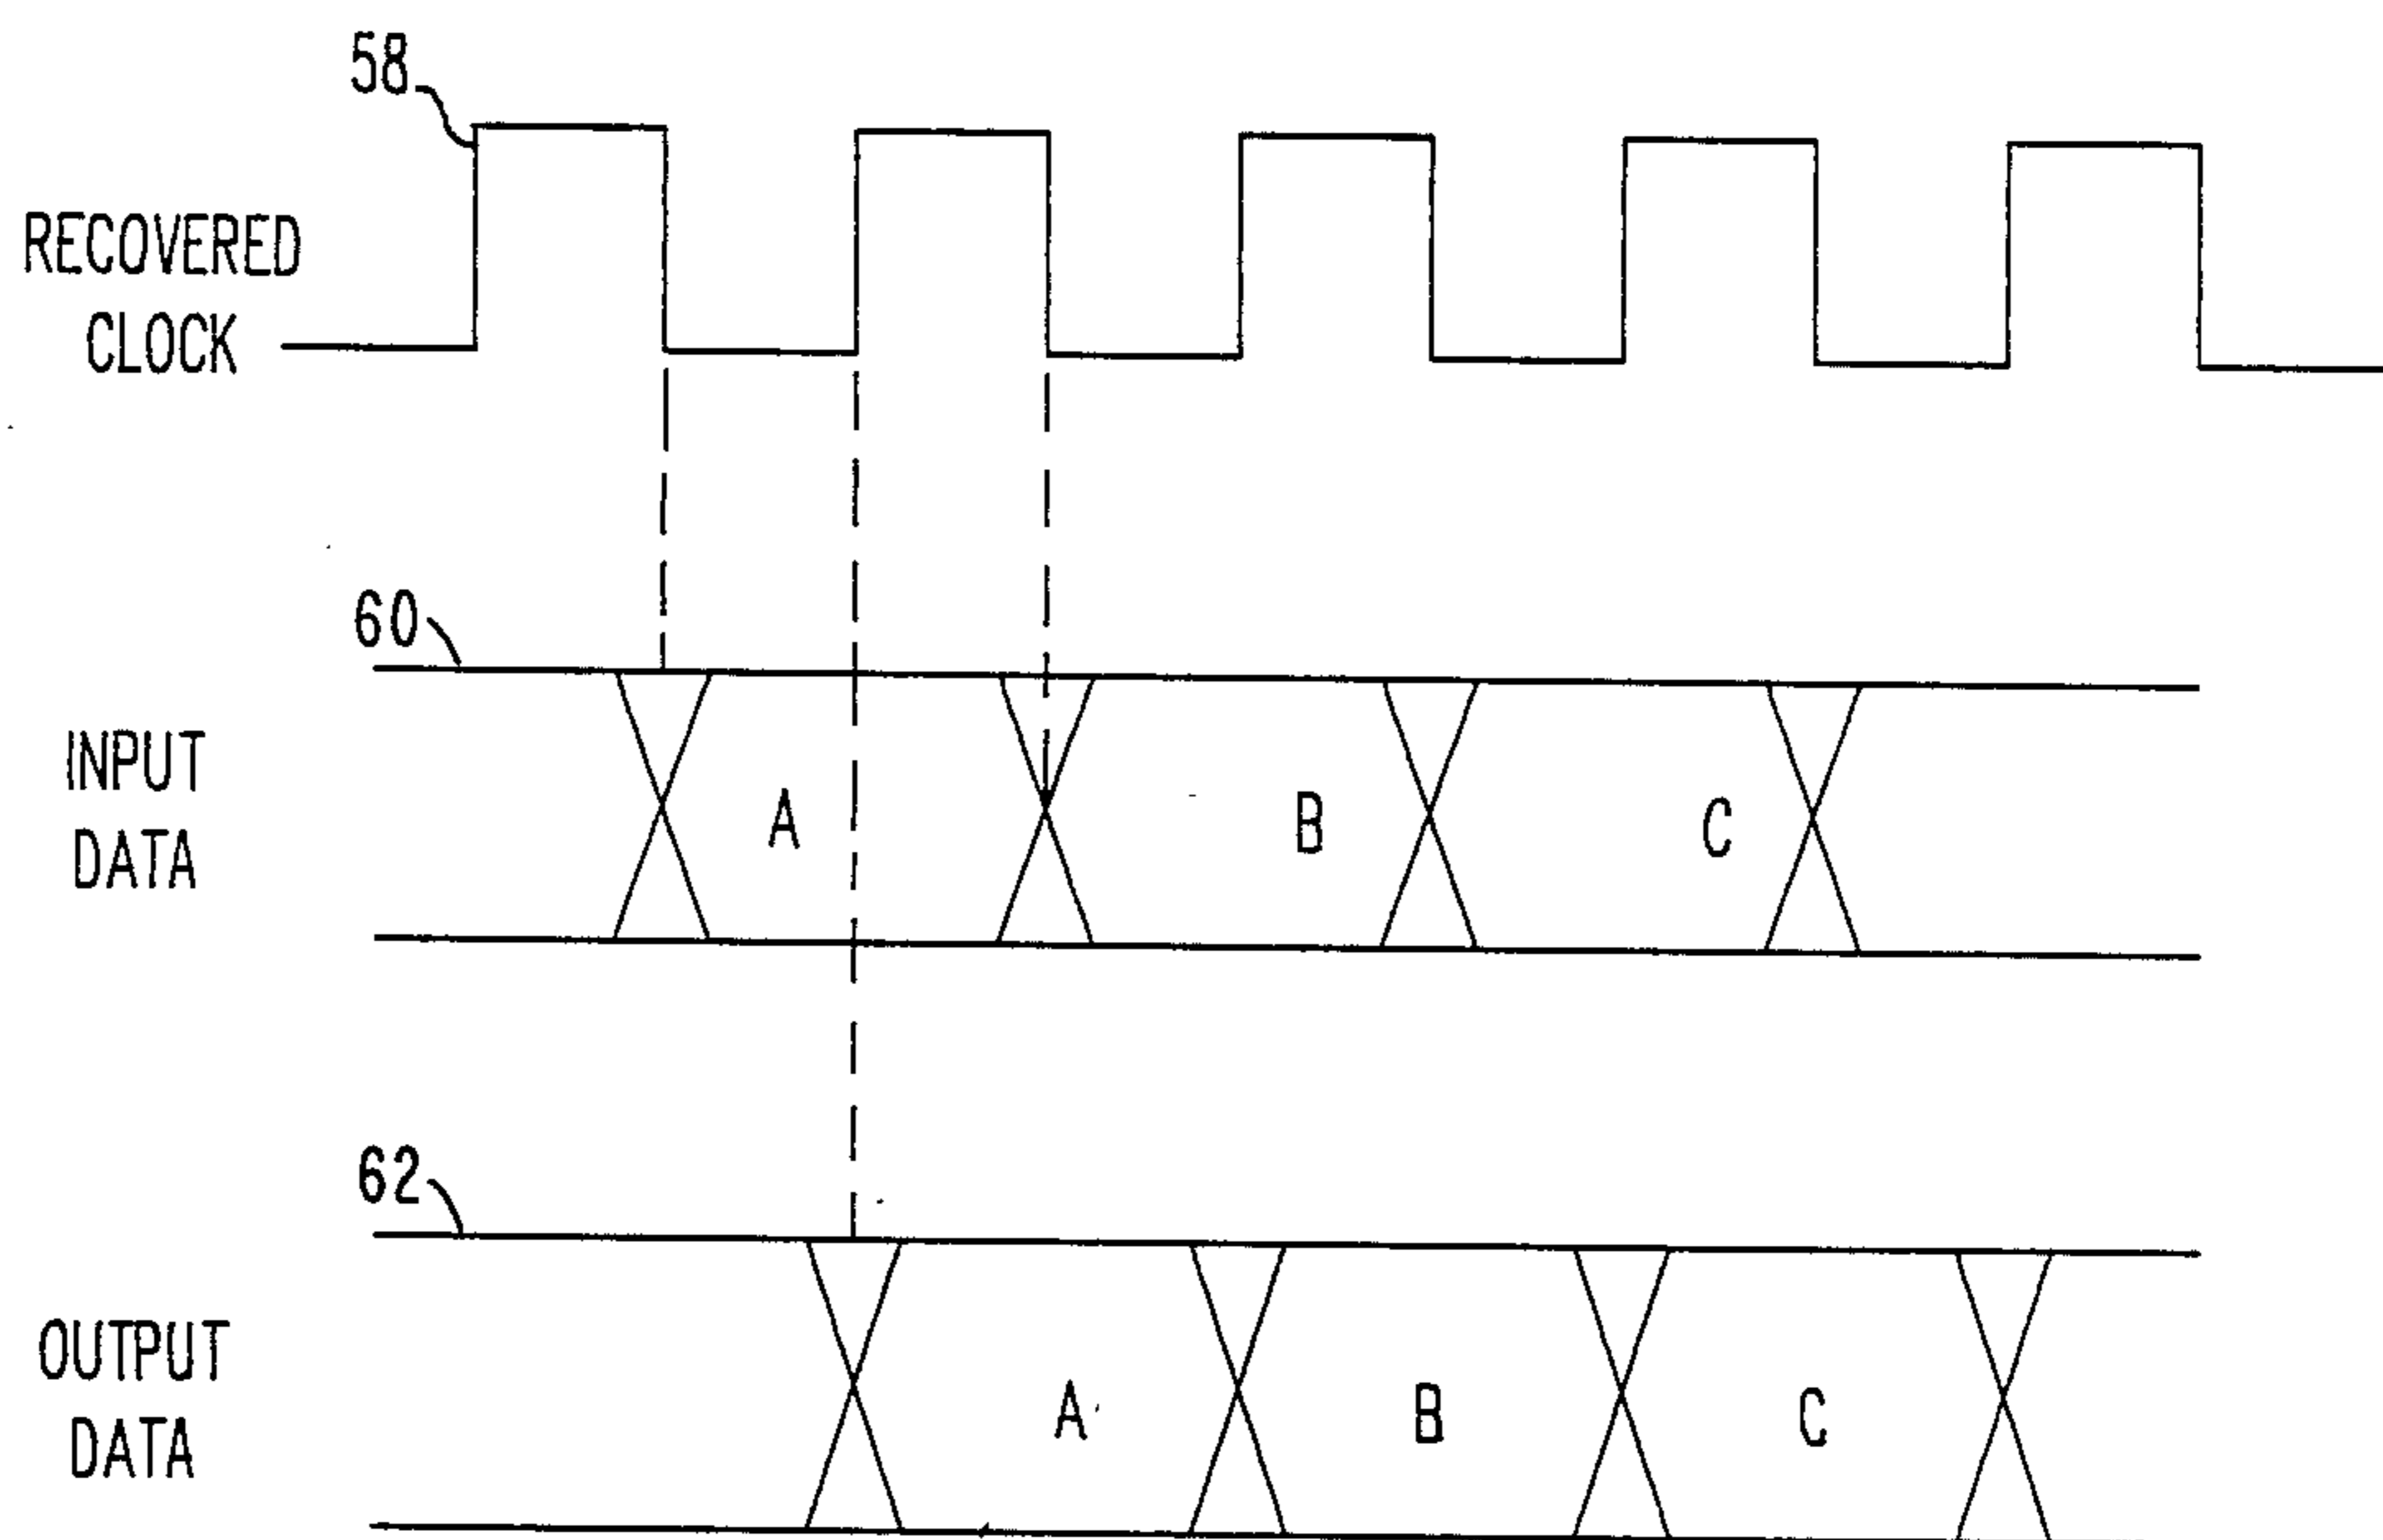 58
RECOVERED
CLOCK
60
INPUT
DATA
A
B
C
62
OUTPUT
DATA
A
B
C